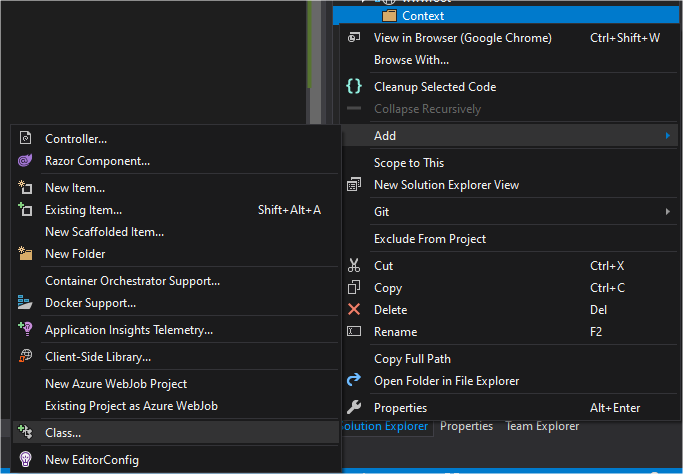 Context
View in Browser (Google Chrome) Ctrl+Shift+W
Browse With...
Cleanup Selected Code
Collapse Recursively
Add
Scope to This
New Solution Explorer View
Git
Exclude From Project
Cut Ctrl+X
Copy Ctrl+C
Delete Del
Rename F2
Copy Full Path
Open Folder in File Explorer
Properties Alt+Enter
Controller...
Razor Component...
New Item...
Existing Item... Shift+Alt+A
New Scaffolded Item...
New Folder
Container Orchestrator Support...
Docker Support...
Application Insights Telemetry...
Client-Side Library...
New Azure WebJob Project
Existing Project as Azure WebJob
Class...
New EditorConfig
Solution Explorer Properties Team Explorer